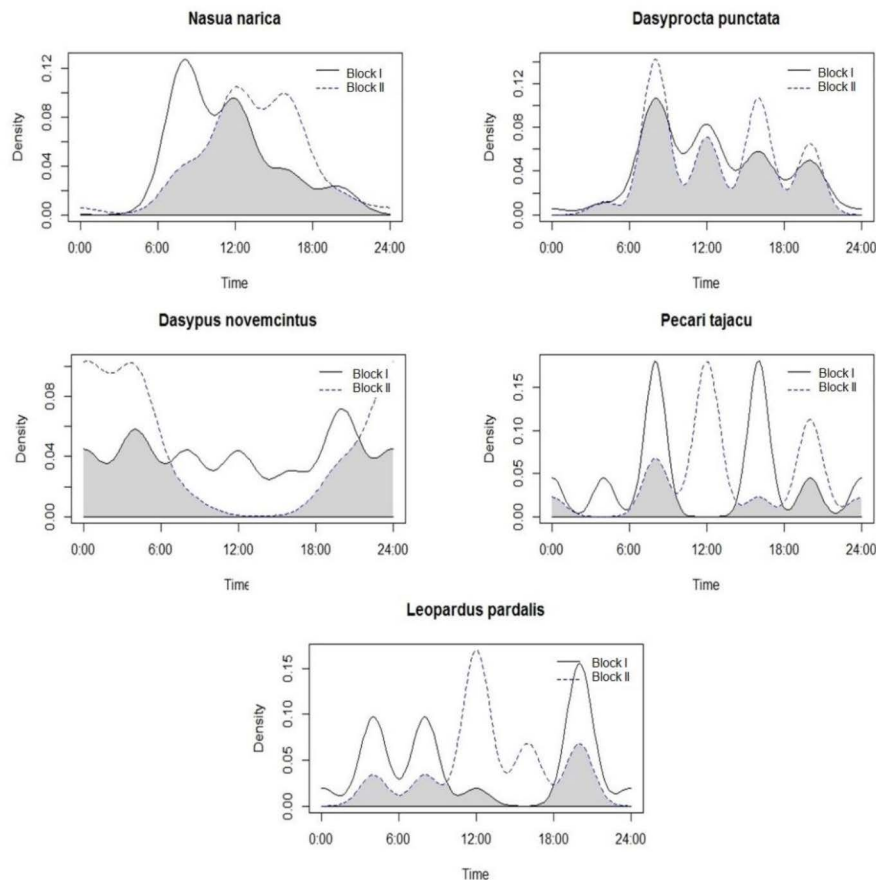 Nasua narica
Density
0.00 0.04 0.08 0.12
Block I
Block II
0:00 6:00 12:00 18:00 24:00
Time
Dasyprocta punctata
Density
0.00 0.04 0.08 0.12
Block I
Block II
0:00 6:00 12:00 18:00 24:00
Time
Dasypus novemcintus
Density
0.00 0.04 0.08
Block I
Block II
0:00 6:00 12:00 18:00 24:00
Time
Pecari tajacu
Density
0.00 0.05 0.10 0.15
Block I
Block II
0:00 6:00 12:00 18:00 24:00
Time
Leopardus pardalis
Density
0.00 0.05 0.10 0.15
Block I
Block II
0:00 6:00 12:00 18:00 24:00
Time